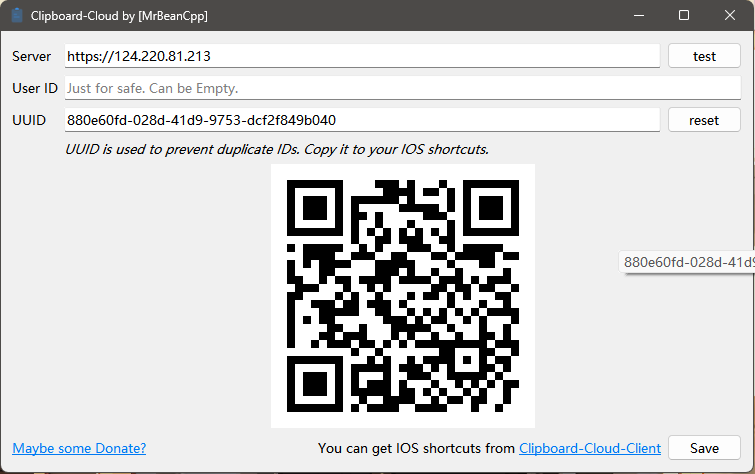 Clipboard-Cloud by [MrBeanCpp]
Server https://124.220.81.213 test
User ID Just for safe. Can be Empty.
UUID 880e60fd-028d-41d9-9753-dcf2f849b040 reset
UUID is used to prevent duplicate IDs. Copy it to your IOS shortcuts.
880e60fd-028d-41d9
Maybe some Donate? You can get IOS shortcuts from Clipboard-Cloud-Client Save